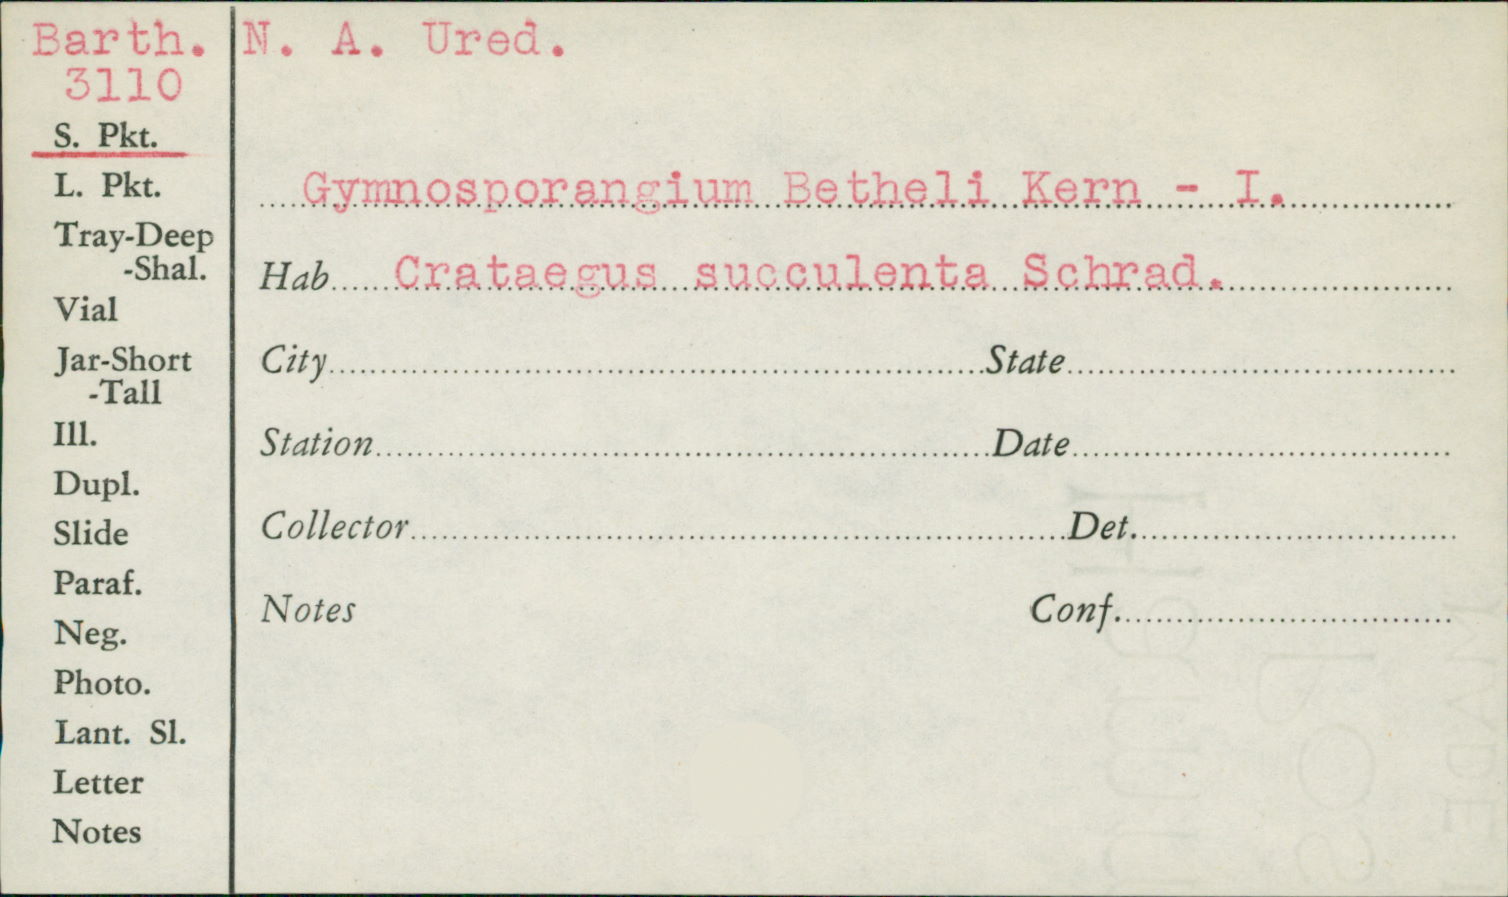 Barth. N. A. Ured.
3110
S. Pkt.
L. Pkt.
Tray-Deep
-Shal.
Vial
Jar-Short
-Tall
Ill.
Dupl.
Slide
Paraf.
Neg.
Photo.
Lant. Sl.
Letter
Notes
Gymnosporangium Betheli Kern - I.
Hab Crataegus succulenta Schrad.
City State
Station Date
Collector Det.
Notes Conf.